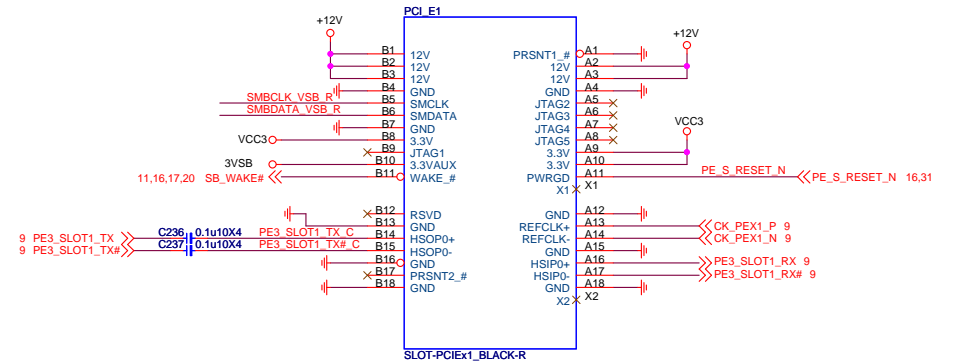 PCI_E1
+12V
+12V
B1 12V PRSNT1_# A1
B2 12V 12V A2
B3 12V 12V A3
B4 GND GND A4
SMBCLK_VSB_R B5 SMCLK JTAG2 A5
SMBDATA_VSB_R B6 SMDATA JTAG3 A6
B7 GND JTAG4 A7
VCC3
VCC3 B8 3.3V JTAG5 A8
B9 JTAG1 3.3V A9
3VSB B10 3.3VAUX 3.3V A10
11,16,17,20 SB_WAKE# B11 WAKE_# PWRGD A11 PE_S_RESET_N PE_S_RESET_N 16,31
X1 X1
B12 RSVD GND A12
B13 GND REFCLK+ A13 CK_PEX1_P 9
9 PE3_SLOT1_TX C236 0.1u10X4 PE3_SLOT1_TX_C B14 HSOP0+ REFCLK- A14 CK_PEX1_N 9
9 PE3_SLOT1_TX# C237 0.1u10X4 PE3_SLOT1_TX#_C B15 HSOP0- GND A15
B16 GND HSIP0+ A16 PE3_SLOT1_RX 9
B17 PRSNT2_# HSIP0- A17 PE3_SLOT1_RX# 9
B18 GND GND A18
X2 X2
SLOT-PCIEx1_BLACK-R